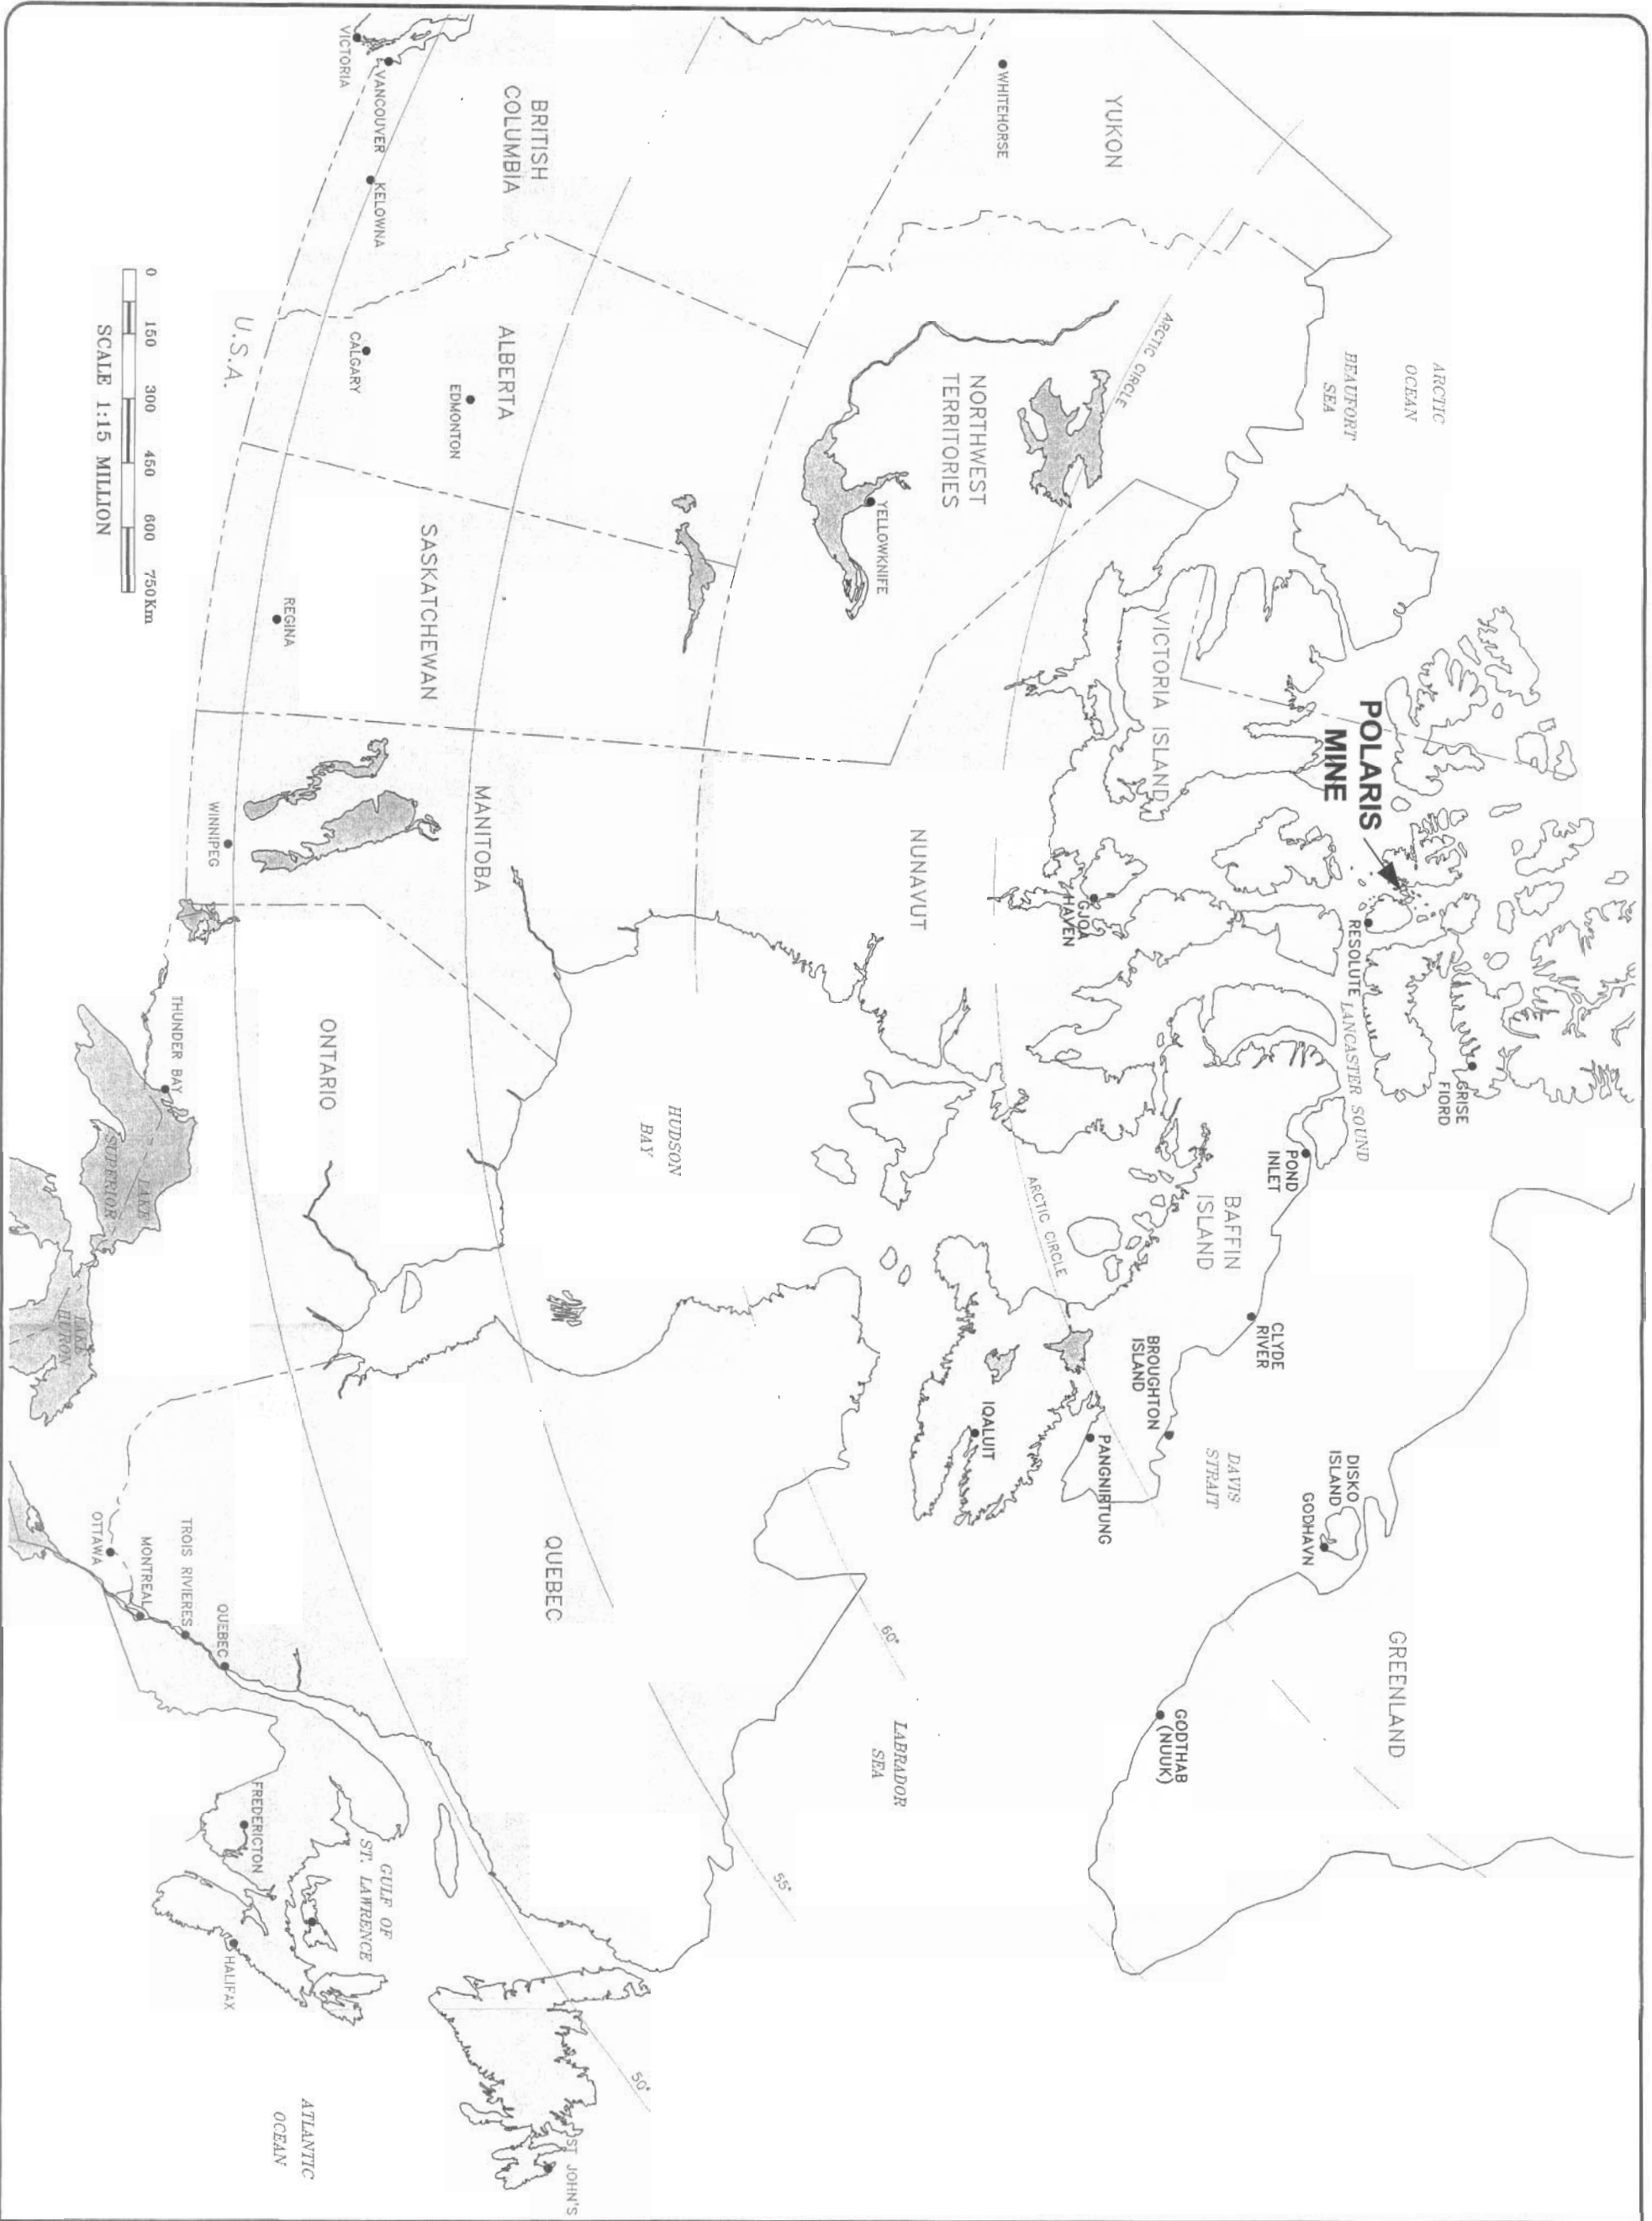 YUKON
WHITEHORSE
BRITISH
COLUMBIA
VICTORIA
VANCOUVER
KELOWNA
ARCTIC
OCEAN
BEAUFORT
SEA
ARCTIC CIRCLE
NORTHWEST
TERRITORIES
YELLOWKNIFE
ALBERTA
EDMONTON
CALGARY
U.S.A.
0 150 300 450 600 750Km
SCALE 1:15 MILLION
SASKATCHEWAN
REGINA
VICTORIA ISLAND
POLARIS
MINE
NUNAVUT
MANITOBA
WINNIPEG
GJOA
HAVEN
RESOLUTE
LANCASTER SOUND
GRISE
FIORD
POND
INLET
BAFFIN
ISLAND
ARCTIC CIRCLE
HUDSON
BAY
ONTARIO
THUNDER BAY
LAKE
SUPERIOR
LAKE
HURON
CLYDE
RIVER
BROUGHTON
ISLAND
PANGNIRTUNG
IQALUIT
DAVIS
STRAIT
DISKO
ISLAND
GODHAVN
GREENLAND
GODTHAB
(NUUK)
QUEBEC
60°
LABRADOR
SEA
55°
50°
OTTAWA
MONTREAL
TROIS RIVIERES
QUEBEC
FREDERICTON
GULF OF
ST. LAWRENCE
HALIFAX
ST JOHN'S
ATLANTIC
OCEAN